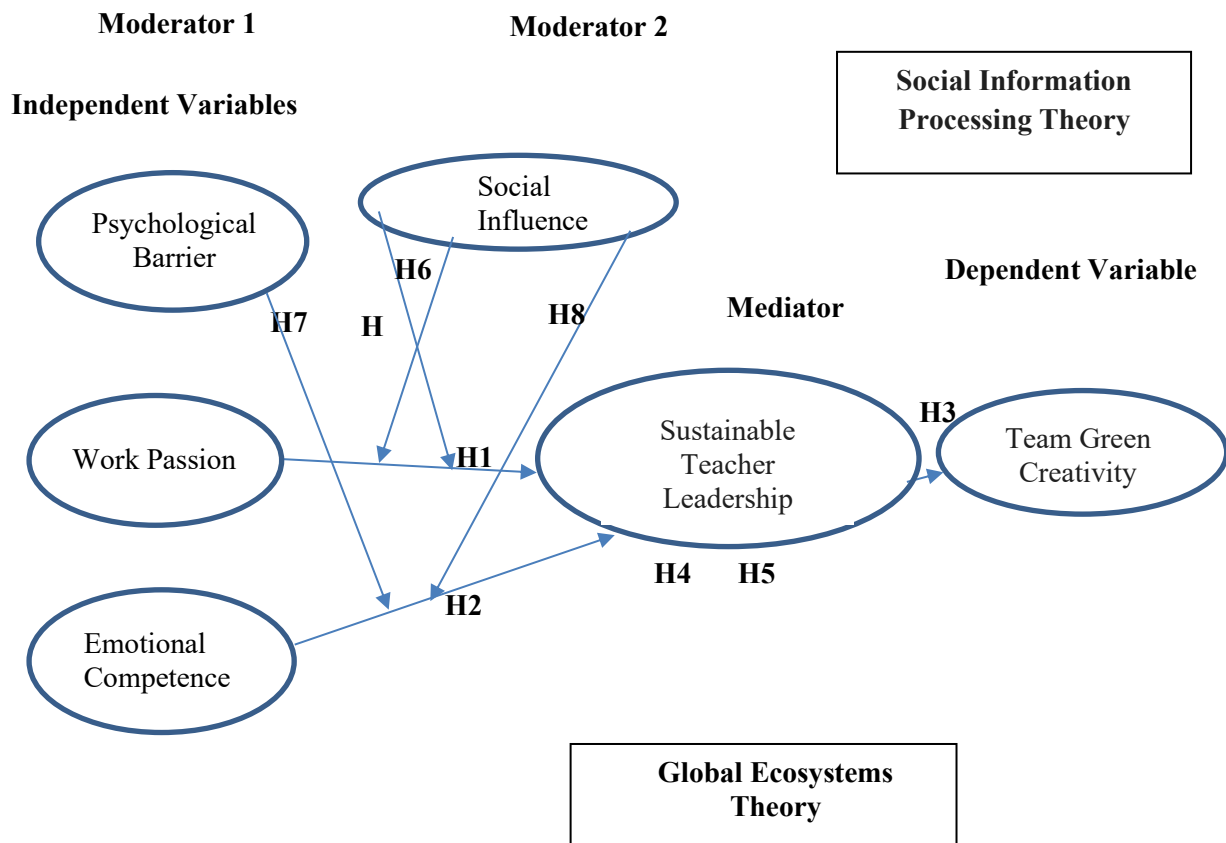 Moderator 1
Moderator 2
Social Information
Processing Theory
Independent Variables
Psychological
Barrier
Social
Influence
Dependent Variable
Mediator
H6
H7
H
H8
Work Passion
H1
Sustainable
Teacher
Leadership
H3
Team Green
Creativity
H4 H5
H2
Emotional
Competence
Global Ecosystems
Theory